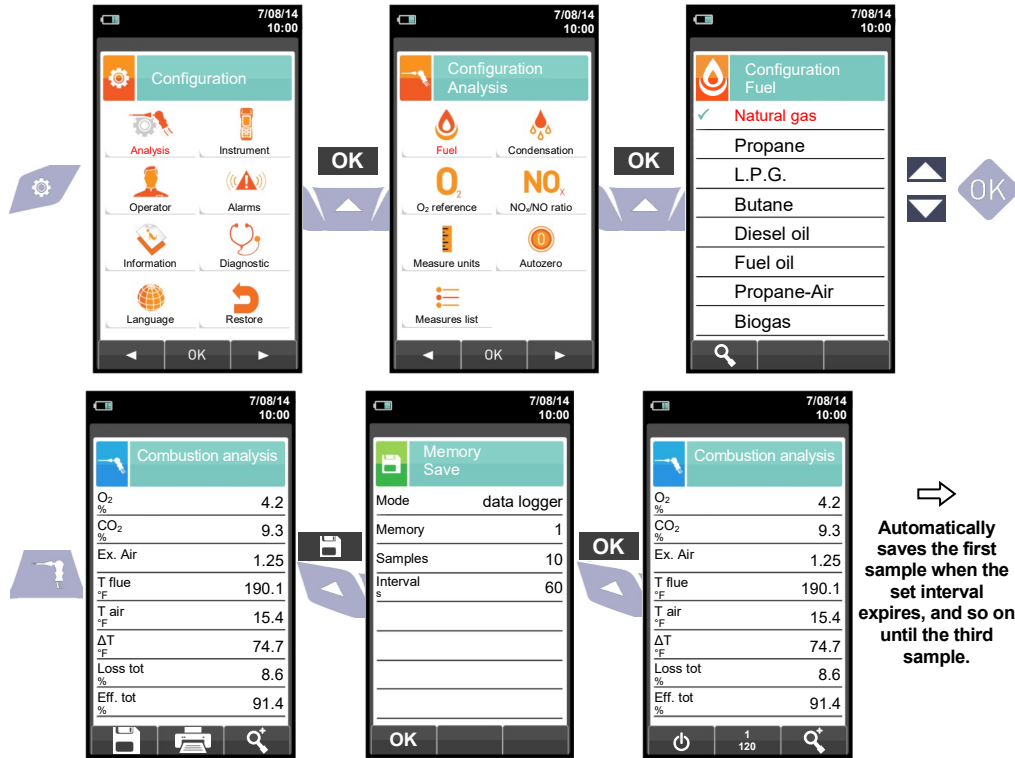 7/08/14
10:00
Configuration
Analysis
Instrument
Operator
Alarms
Information
Diagnostic
Language
Restore
OK
OK
7/08/14
10:00
Configuration
Analysis
Fuel
Condensation
O2
NOx
O2 reference
NOx/NO ratio
Measure units
0
Autozero
Measures list
OK
OK
7/08/14
10:00
Configuration
Fuel
✓ Natural gas
Propane
L.P.G.
Butane
Diesel oil
Fuel oil
Propane-Air
Biogas
OK
7/08/14
10:00
Combustion analysis
O2
% 4.2
CO2
% 9.3
Ex. Air 1.25
T flue
°F 190.1
T air
°F 15.4
ΔT
°F 74.7
Loss tot
% 8.6
Eff. tot
% 91.4
7/08/14
10:00
Memory
Save
Mode data logger
Memory 1
Samples 10
Interval
s 60
OK
OK
7/08/14
10:00
Combustion analysis
O2
% 4.2
CO2
% 9.3
Ex. Air 1.25
T flue
°F 190.1
T air
°F 15.4
ΔT
°F 74.7
Loss tot
% 8.6
Eff. tot
% 91.4
1
120
Automatically
saves the first
sample when the
set interval
expires, and so on
until the third
sample.